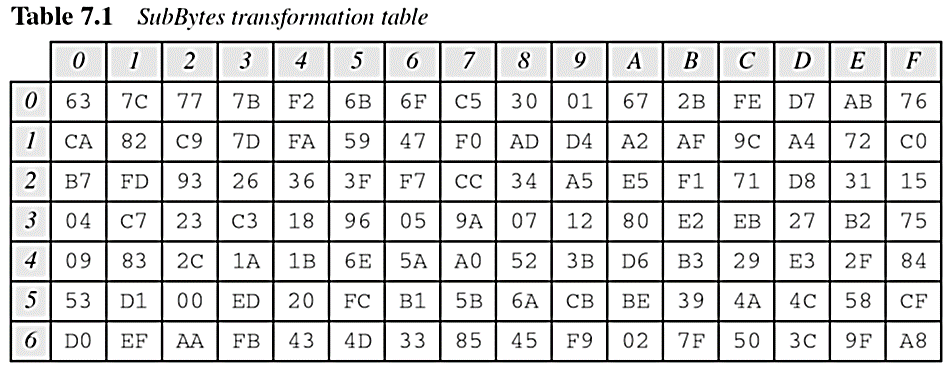 Table 7.1 SubBytes transformation table
0 1 2 3 4 5 6 7 8 9 A B C D E F
0 63 7C 77 7B F2 6B 6F C5 30 01 67 2B FE D7 AB 76
1 CA 82 C9 7D FA 59 47 F0 AD D4 A2 AF 9C A4 72 C0
2 B7 FD 93 26 36 3F F7 CC 34 A5 E5 F1 71 D8 31 15
3 04 C7 23 C3 18 96 05 9A 07 12 80 E2 EB 27 B2 75
4 09 83 2C 1A 1B 6E 5A A0 52 3B D6 B3 29 E3 2F 84
5 53 D1 00 ED 20 FC B1 5B 6A CB BE 39 4A 4C 58 CF
6 D0 EF AA FB 43 4D 33 85 45 F9 02 7F 50 3C 9F A8